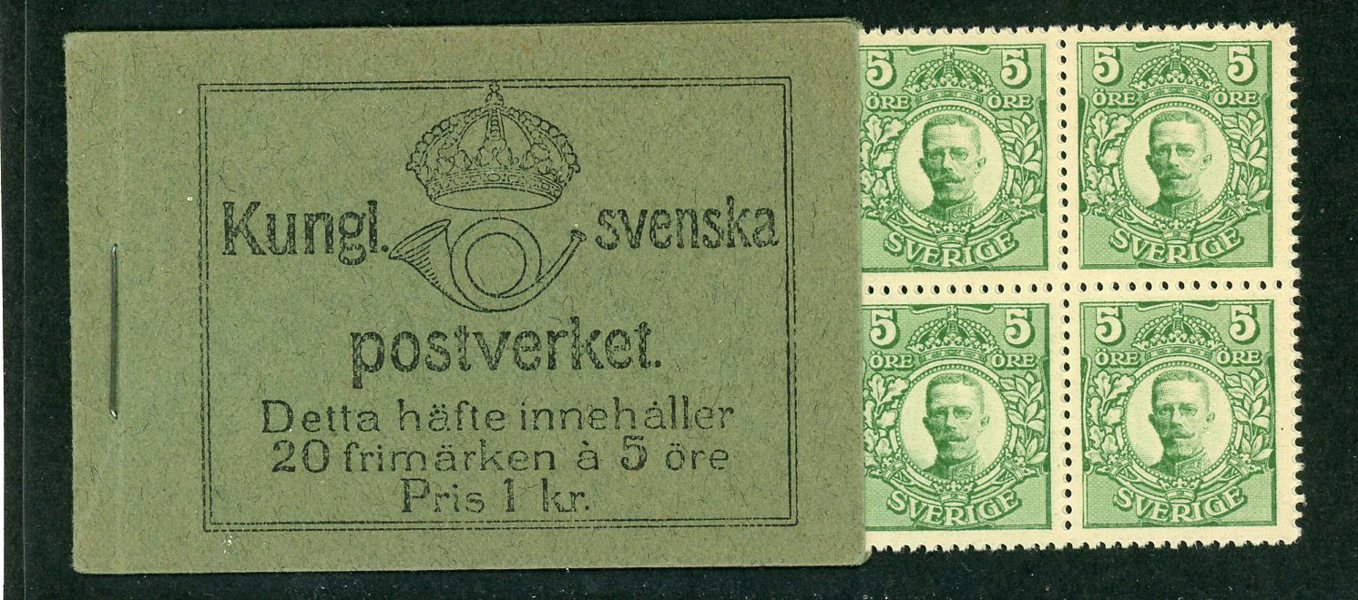 Kungl. svenska
postverket.
Detta häfte innehåller
20 frimärken à 5 öre
Pris 1 kr.
5 5
ÖRE ÖRE
SVERIGE
5 5
ÖRE ÖRE
SVERIGE
5 5
ÖRE ÖRE
SVERIGE
5 5
ÖRE ÖRE
SVERIGE